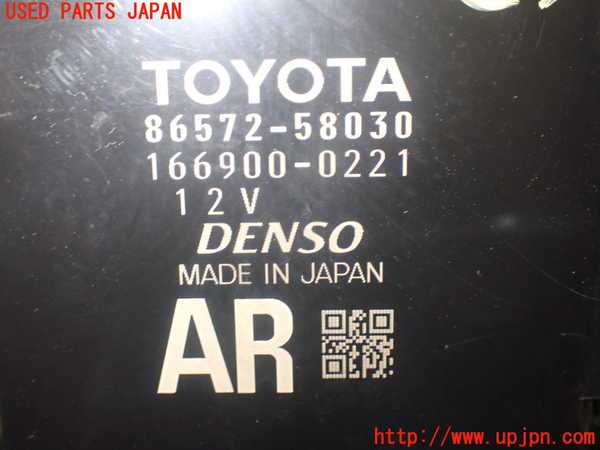 USED PARTS JAPAN
TOYOTA
86572-58030
166900-0221
12V
DENSO
MADE IN JAPAN
AR
http://www.upjpn.com